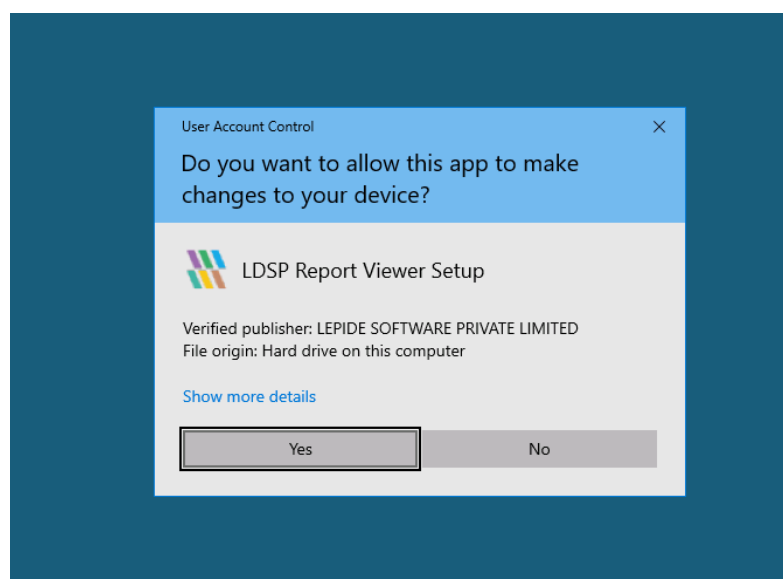 User Account Control
Do you want to allow this app to make
changes to your device?
LDSP Report Viewer Setup
Verified publisher: LEPIDE SOFTWARE PRIVATE LIMITED
File origin: Hard drive on this computer
Show more details
Yes
No